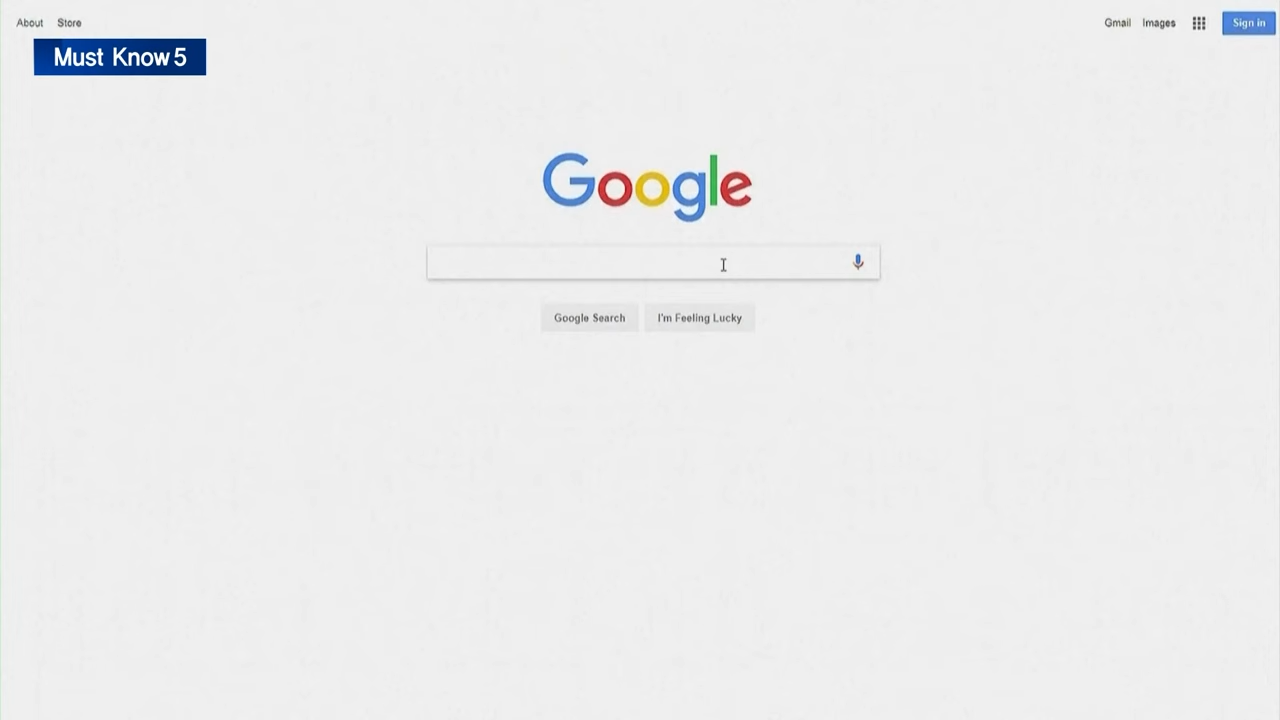 About Store
Gmail Images
Sign in
Must Know 5
Google
Google Search
I'm Feeling Lucky